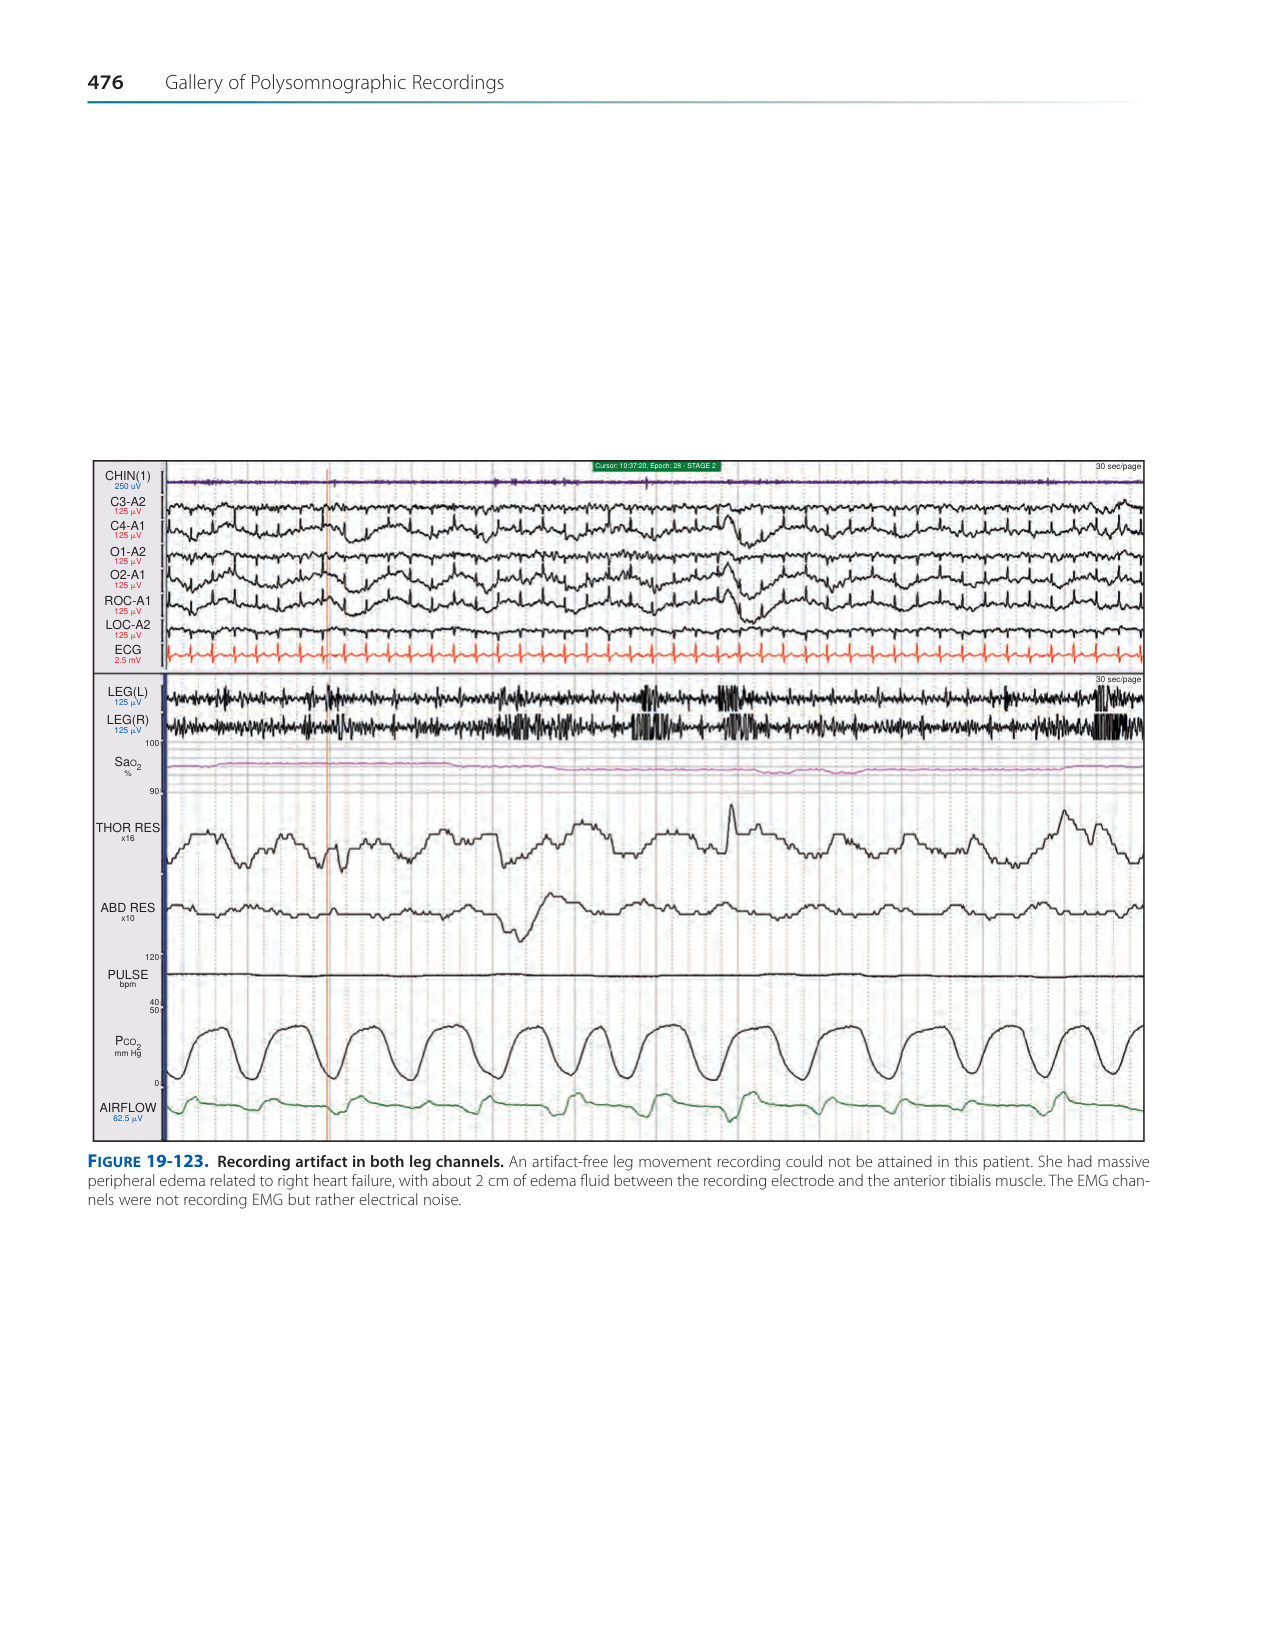 476 Gallery of Polysomnographic Recordings
Cursor: 10:37:20, Epoch: 28 - STAGE 2
30 sec/page
CHIN(1)
250 uV
C3-A2
125 µV
C4-A1
125 µV
O1-A2
125 µV
O2-A1
125 µV
ROC-A1
125 µV
LOC-A2
125 µV
ECG
2.5 mV
30 sec/page
LEG(L)
125 µV
LEG(R)
125 µV
100
SaO2
%
90
THOR RES
x16
ABD RES
x10
120
PULSE
bpm
40
50
PCO2
mm Hg
0
AIRFLOW
62.5 µV
FIGURE 19-123. Recording artifact in both leg channels. An artifact-free leg movement recording could not be attained in this patient. She had massive
peripheral edema related to right heart failure, with about 2 cm of edema fluid between the recording electrode and the anterior tibialis muscle. The EMG chan-
nels were not recording EMG but rather electrical noise.